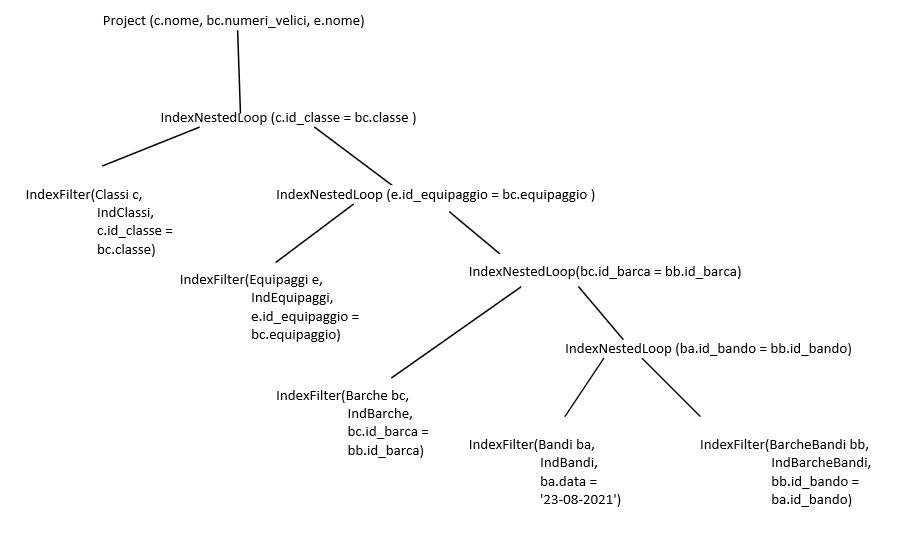 Project (c.nome, bc.numeri_velici, e.nome)
IndexNestedLoop (c.id_classe = bc.classe )
IndexFilter(Classi c,
IndClassi,
c.id_classe =
bc.classe)
IndexNestedLoop (e.id_equipaggio = bc.equipaggio )
IndexFilter(Equipaggi e,
IndEquipaggi,
e.id_equipaggio =
bc.equipaggio)
IndexNestedLoop(bc.id_barca = bb.id_barca)
IndexFilter(Barche bc,
IndBarche,
bc.id_barca =
bb.id_barca)
IndexNestedLoop (ba.id_bando = bb.id_bando)
IndexFilter(Bandi ba,
IndBandi,
ba.data =
'23-08-2021')
IndexFilter(BarcheBandi bb,
IndBarcheBandi,
bb.id_bando =
ba.id_bando)